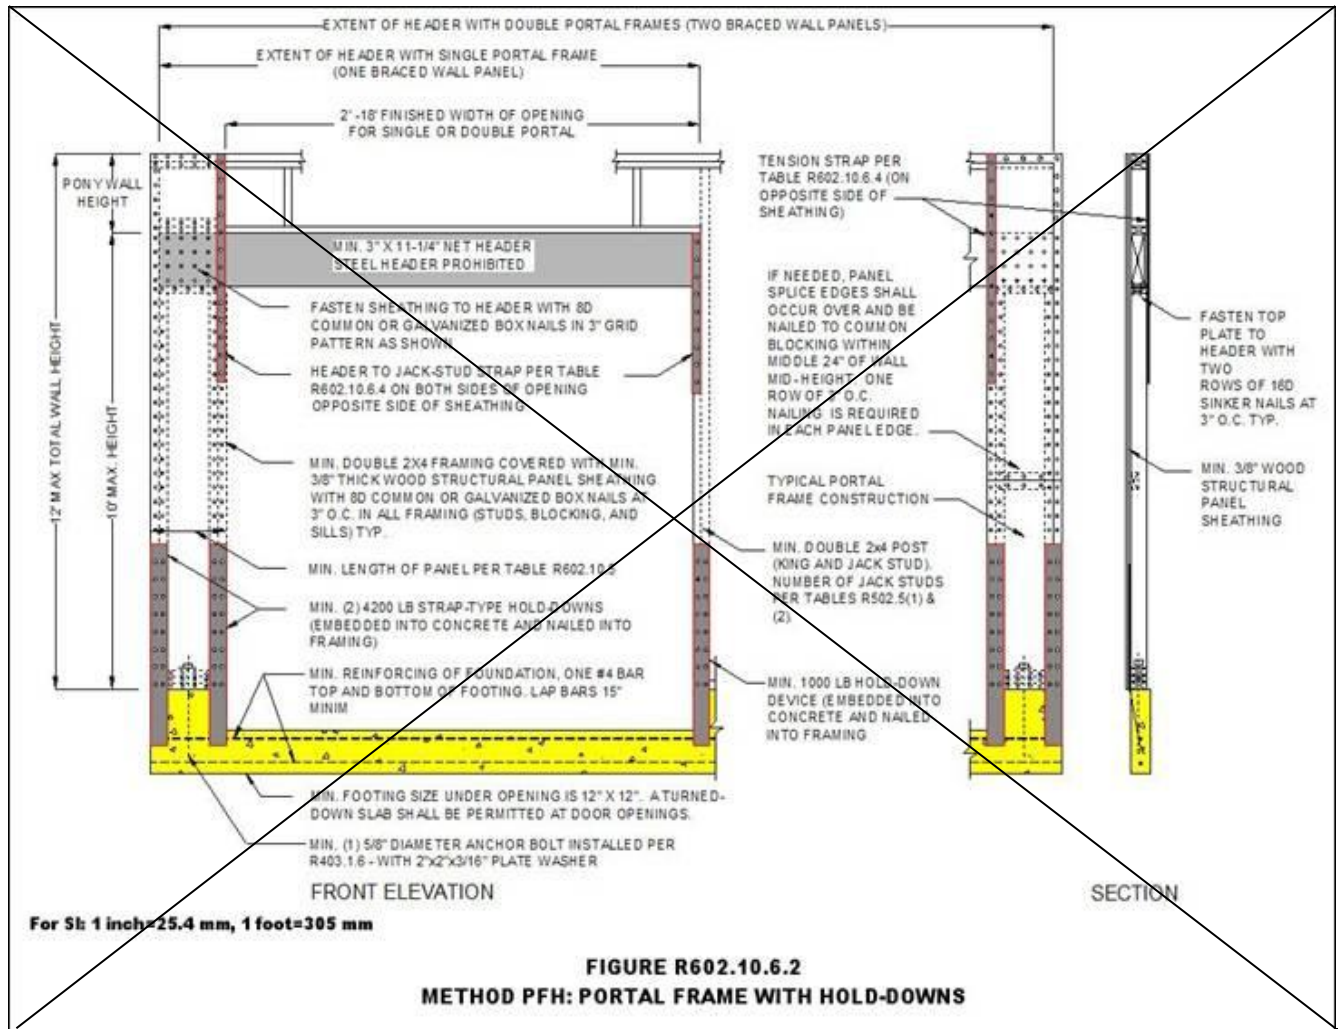 EXTENT OF HEADER WITH DOUBLE PORTAL FRAMES (TWO BRACED WALL PANELS)
EXTENT OF HEADER WITH SINGLE PORTAL FRAME
(ONE BRACED WALL PANEL)
2' -18' FINISHED WIDTH OF OPENING
FOR SINGLE OR DOUBLE PORTAL
PONY WALL
HEIGHT
12' MAX TOTAL WALL HEIGHT
10' MAX. HEIGHT
MIN. 3" X 11-1/4" NET HEADER
STEEL HEADER PROHIBITED
FASTEN SHEATHING TO HEADER WITH 8D
COMMON OR GALVANIZED BOX NAILS IN 3" GRID
PATTERN AS SHOWN
HEADER TO JACK-STUD STRAP PER TABLE
R602.10.6.4 ON BOTH SIDES OF OPENING
OPPOSITE SIDE OF SHEATHING
MIN. DOUBLE 2X4 FRAMING COVERED WITH MIN.
3/8" THICK WOOD STRUCTURAL PANEL SHEATHING
WITH 8D COMMON OR GALVANIZED BOX NAILS AT
3" O.C. IN ALL FRAMING (STUDS, BLOCKING, AND
SILLS) TYP.
MIN. LENGTH OF PANEL PER TABLE R602.10.5
MIN. (2) 4200 LB STRAP-TYPE HOLD-DOWNS
(EMBEDDED INTO CONCRETE AND NAILED INTO
FRAMING)
MIN. REINFORCING OF FOUNDATION, ONE #4 BAR
TOP AND BOTTOM OF FOOTING. LAP BARS 15"
MINIM
MIN. FOOTING SIZE UNDER OPENING IS 12" X 12". A TURNED-
DOWN SLAB SHALL BE PERMITTED AT DOOR OPENINGS.
MIN. (1) 5/8" DIAMETER ANCHOR BOLT INSTALLED PER
R403.1.6 - WITH 2"x2"x3/16" PLATE WASHER
TENSION STRAP PER
TABLE R602.10.6.4 (ON
OPPOSITE SIDE OF
SHEATHING)
IF NEEDED, PANEL
SPLICE EDGES SHALL
OCCUR OVER AND BE
NAILED TO COMMON
BLOCKING WITHIN
MIDDLE 24" OF WALL
MID-HEIGHT. ONE
ROW OF 3" O.C.
NAILING IS REQUIRED
IN EACH PANEL EDGE.
TYPICAL PORTAL
FRAME CONSTRUCTION
MIN. DOUBLE 2x4 POST
(KING AND JACK STUD).
NUMBER OF JACK STUDS
PER TABLES R502.5(1) &
(2)
MIN. 1000 LB HOLD-DOWN
DEVICE (EMBEDDED INTO
CONCRETE AND NAILED
INTO FRAMING
FASTEN TOP
PLATE TO
HEADER WITH
TWO
ROWS OF 16D
SINKER NAILS AT
3" O.C. TYP.
MIN. 3/8" WOOD
STRUCTURAL
PANEL
SHEATHING
FRONT ELEVATION
SECTION
For SI: 1 inch=25.4 mm, 1 foot=305 mm
FIGURE R602.10.6.2
METHOD PFH: PORTAL FRAME WITH HOLD-DOWNS